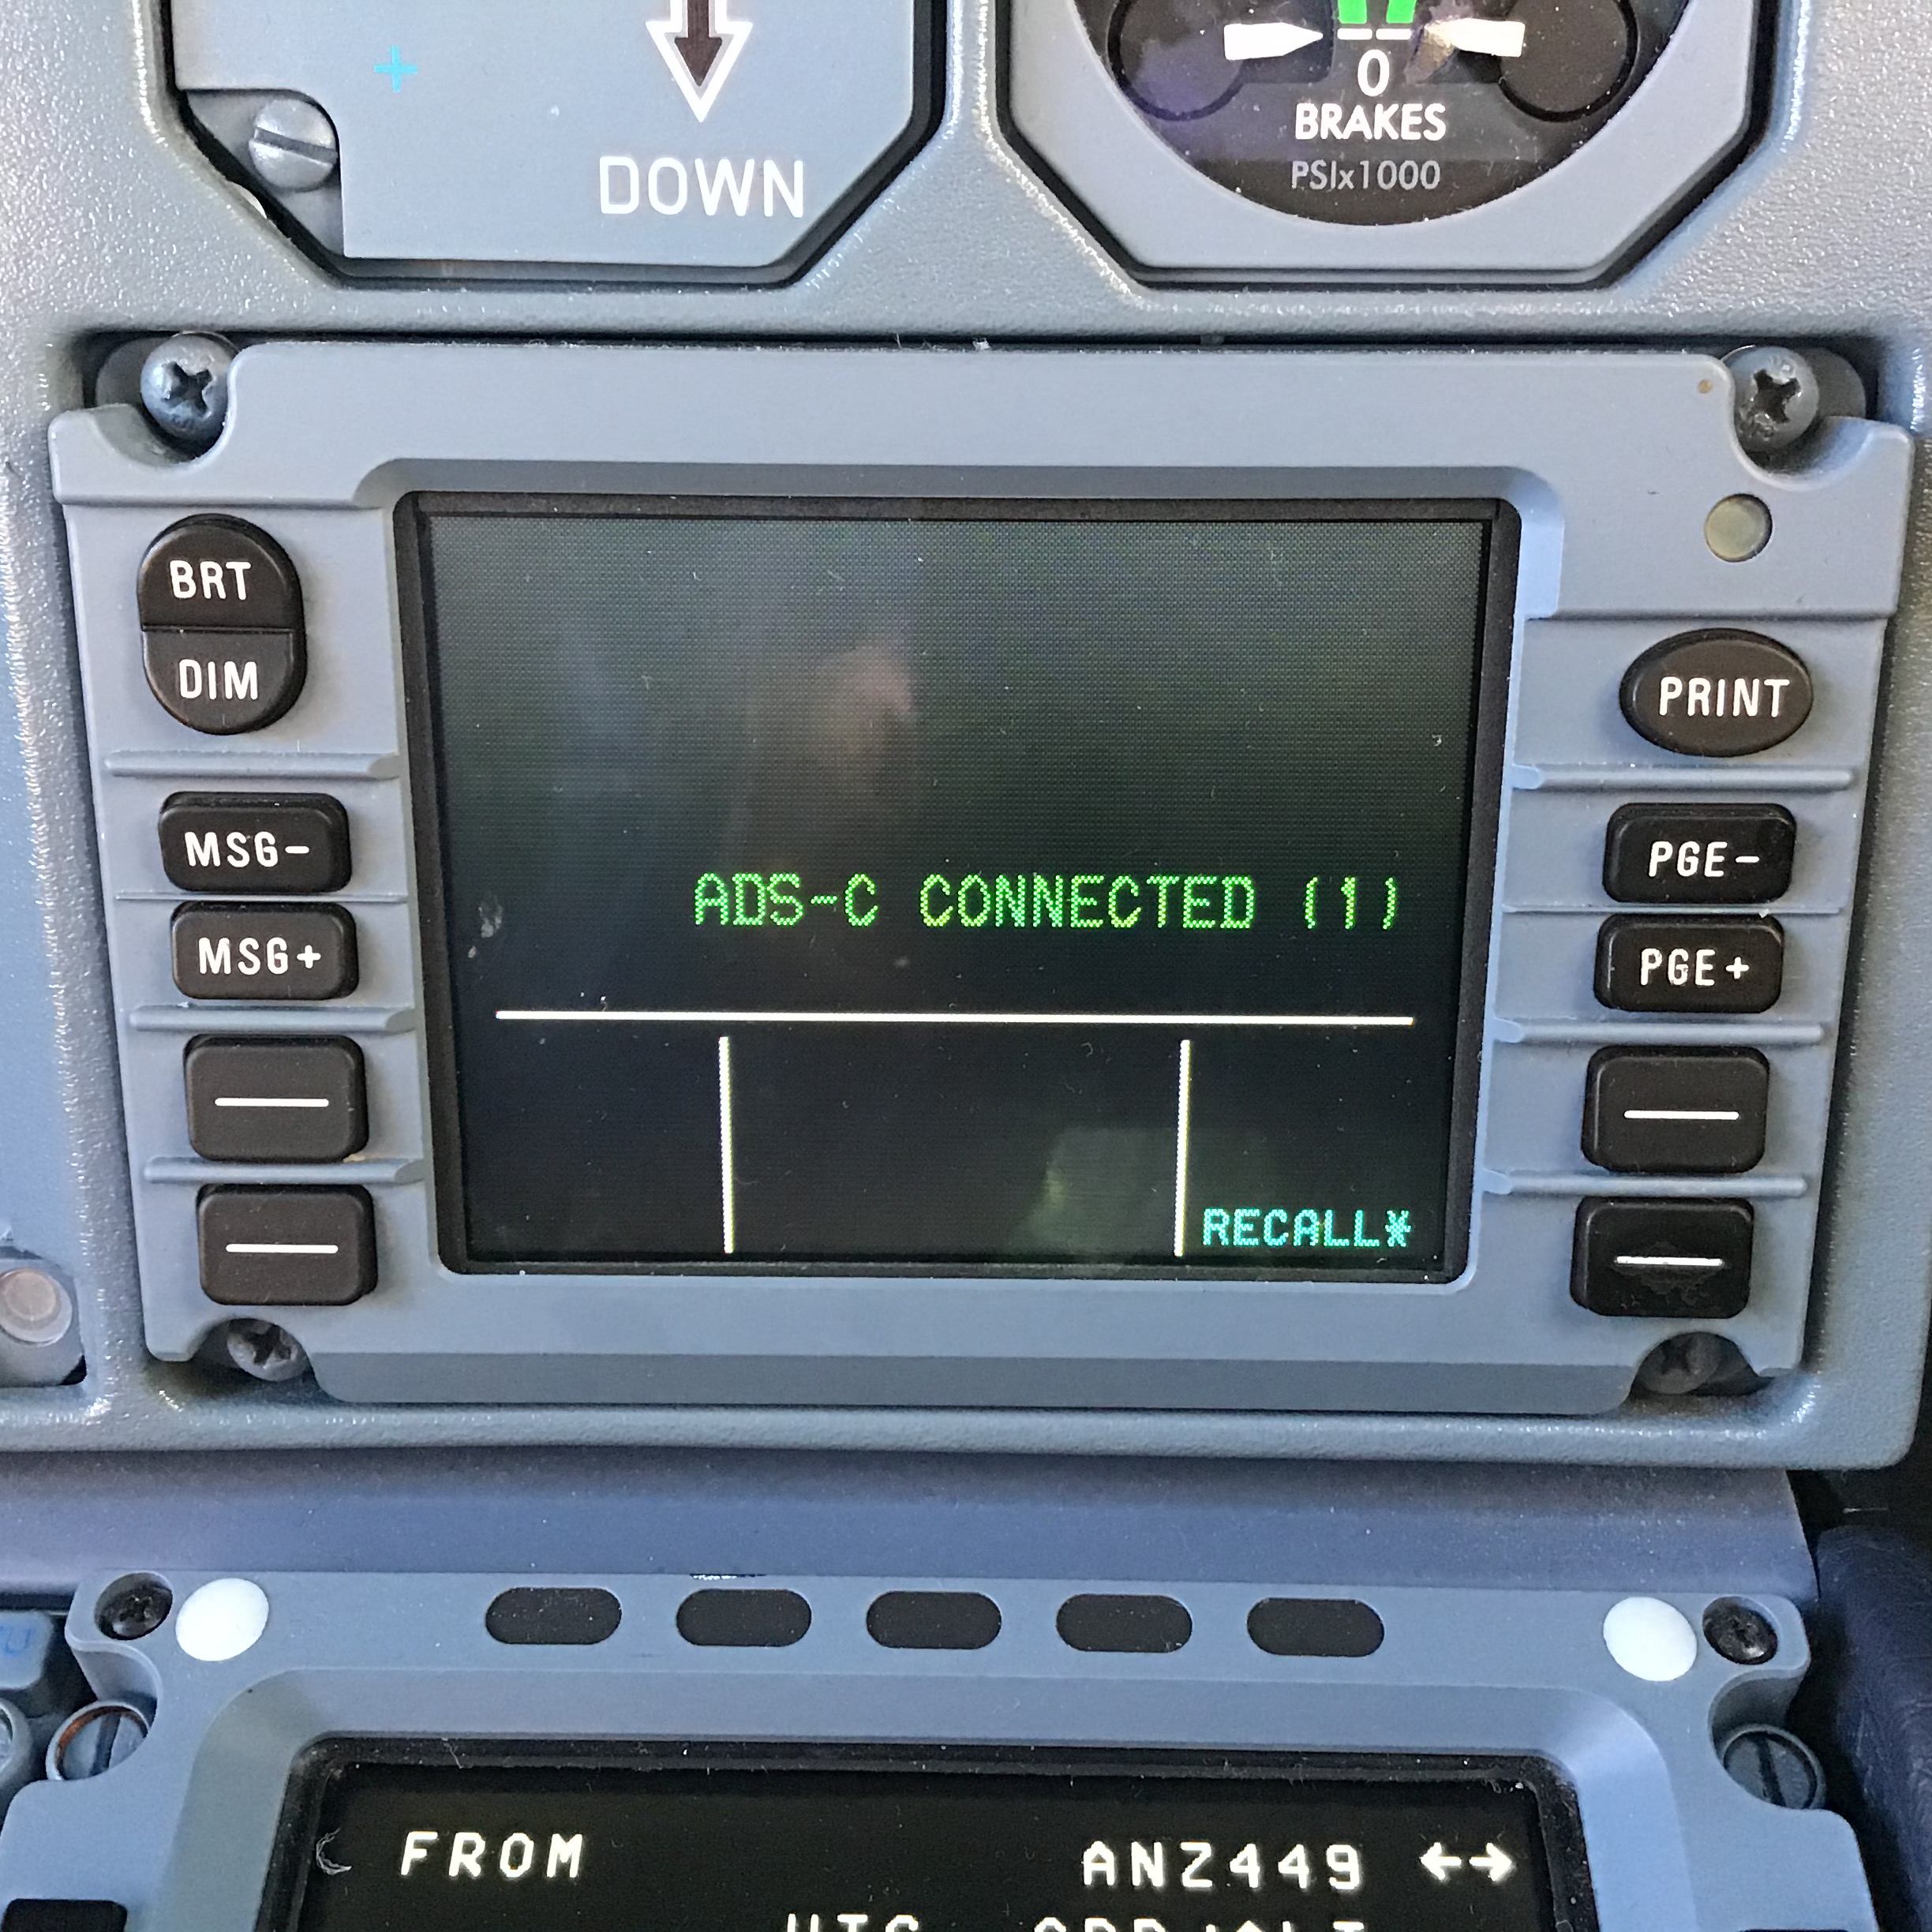 DOWN
0
BRAKES
PSIx1000
BRT
DIM
PRINT
MSG-
PGE-
MSG+
PGE+
ADS-C CONNECTED (1)
RECALL*
FROM ANZ449 ←→